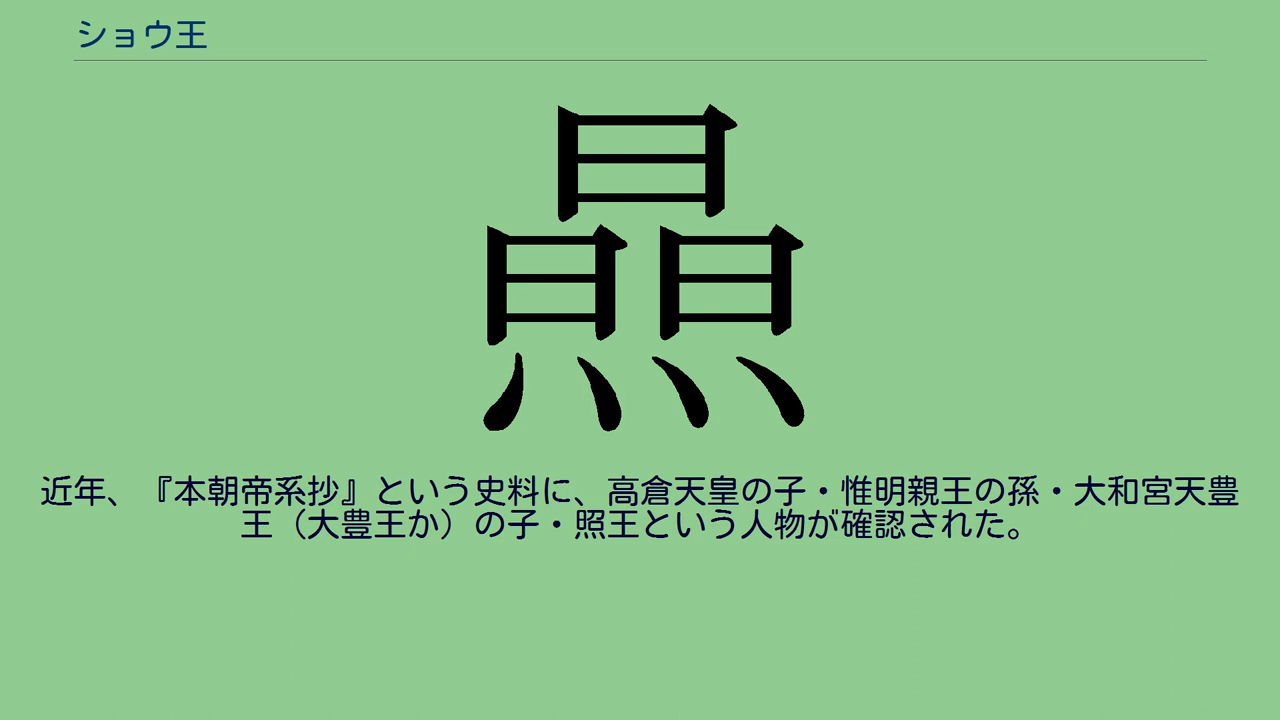 ショウ王
近年、『本朝帝系抄』という史料に、高倉天皇の子・惟明親王の孫・大和宮天豊
王（大豊王か）の子・照王という人物が確認された。